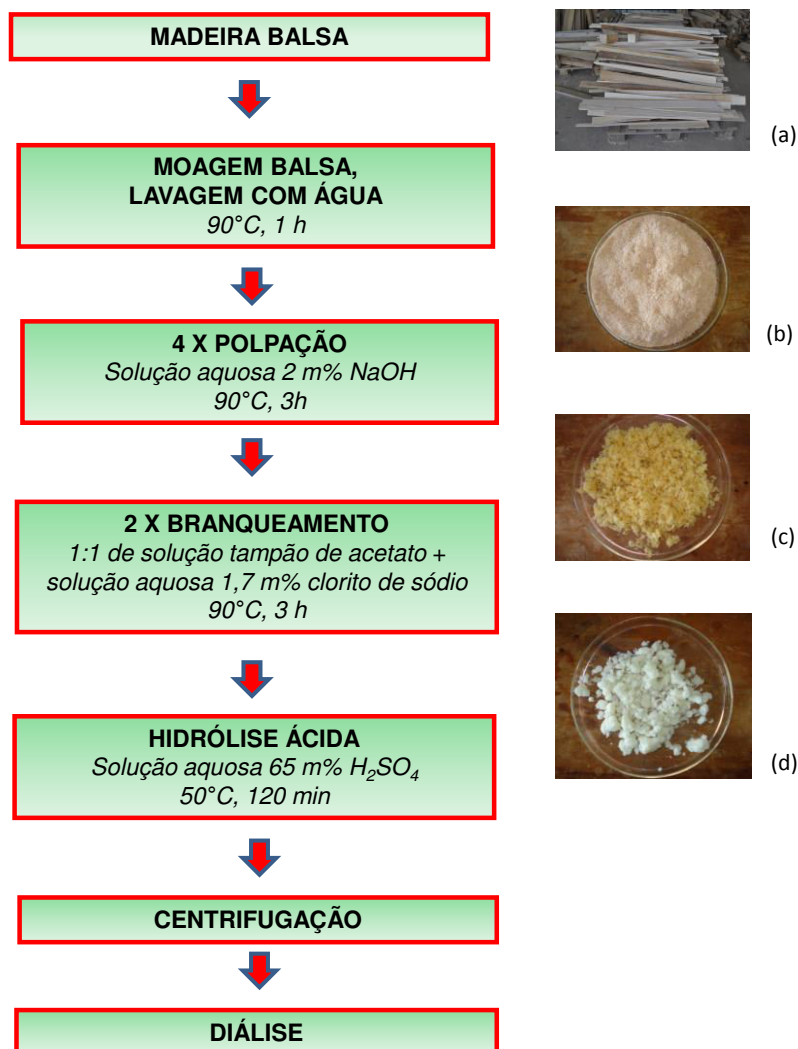 MADEIRA BALSA
(a)
MOAGEM BALSA,
LAVAGEM COM ÁGUA
90°C, 1 h
(b)
4 X POLPAÇÃO
Solução aquosa 2 m% NaOH
90°C, 3h
(c)
2 X BRANQUEAMENTO
1:1 de solução tampão de acetato +
solução aquosa 1,7 m% clorito de sódio
90°C, 3 h
(d)
HIDRÓLISE ÁCIDA
Solução aquosa 65 m% H₂SO₄
50°C, 120 min
CENTRIFUGAÇÃO
DIÁLISE